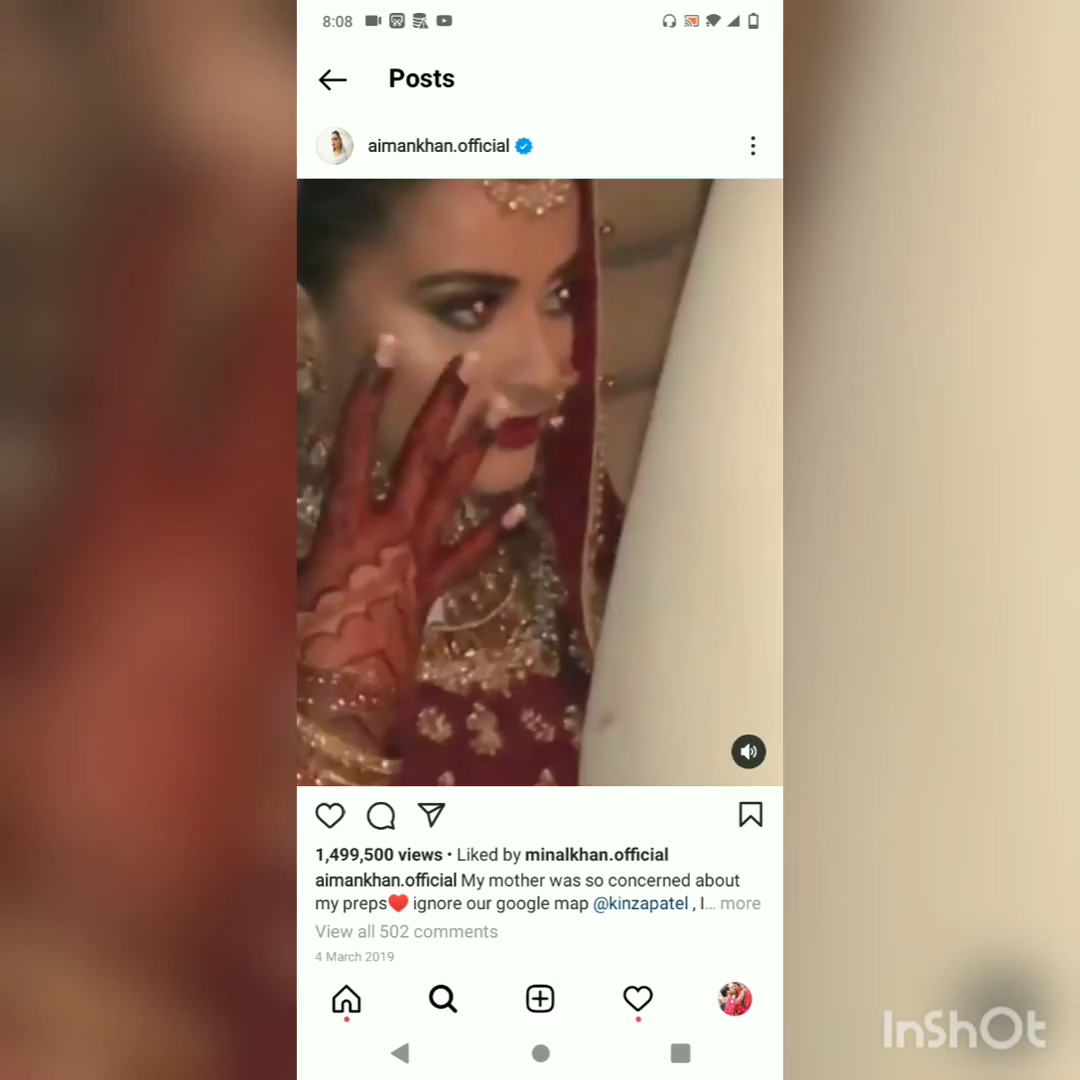 8:08
Posts
aimankhan.official
1,499,500 views • Liked by minalkhan.official
aimankhan.official My mother was so concerned about
my preps❤️ ignore our google map @kinzapatel , I... more
View all 502 comments
4 March 2019
InShOt